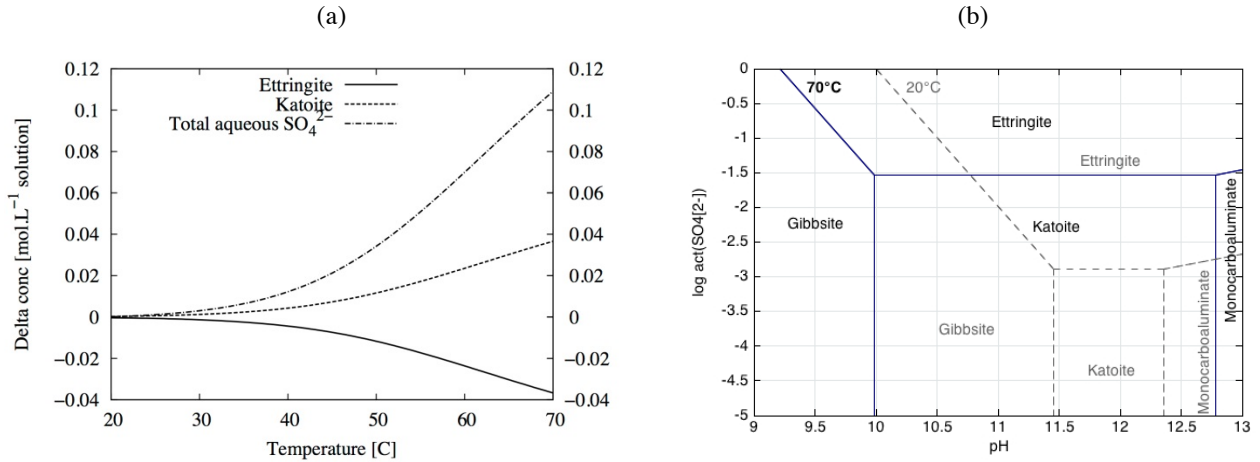 (a)
0.12
0.1
0.08
0.06
0.04
0.02
0
−0.02
−0.04
0.12
0.1
0.08
0.06
0.04
0.02
0
−0.02
−0.04
Ettringite
Katoite
Total aqueous SO4^2−
Delta conc [mol.L^−1 solution]
20 30 40 50 60 70
Temperature [C]
(b)
0
-0.5
-1
-1.5
-2
-2.5
-3
-3.5
-4
-4.5
-5
log act(SO4[2-])
70°C 20°C
Ettringite
Ettringite
Gibbsite
Katoite
Monocarboaluminate
Gibbsite
Katoite
Monocarboaluminate
9 9.5 10 10.5 11 11.5 12 12.5 13
pH